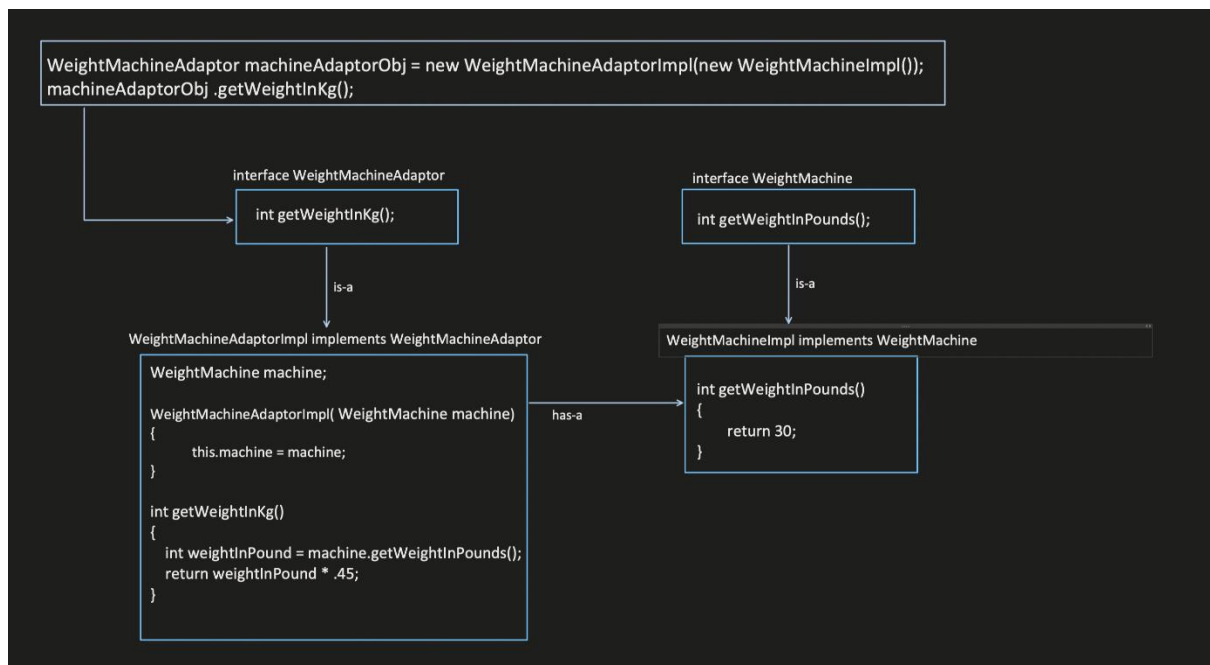 WeightMachineAdaptor machineAdaptorObj = new WeightMachineAdaptorImpl(new WeightMachineImpl());
machineAdaptorObj .getWeightInKg();
interface WeightMachineAdaptor
int getWeightInKg();
is-a
interface WeightMachine
int getWeightInPounds();
is-a
WeightMachineAdaptorImpl implements WeightMachineAdaptor
WeightMachine machine;
WeightMachineAdaptorImpl( WeightMachine machine)
{
this.machine = machine;
}
int getWeightInKg()
{
int weightInPound = machine.getWeightInPounds();
return weightInPound * .45;
}
has-a
WeightMachineImpl implements WeightMachine
int getWeightInPounds()
{
return 30;
}